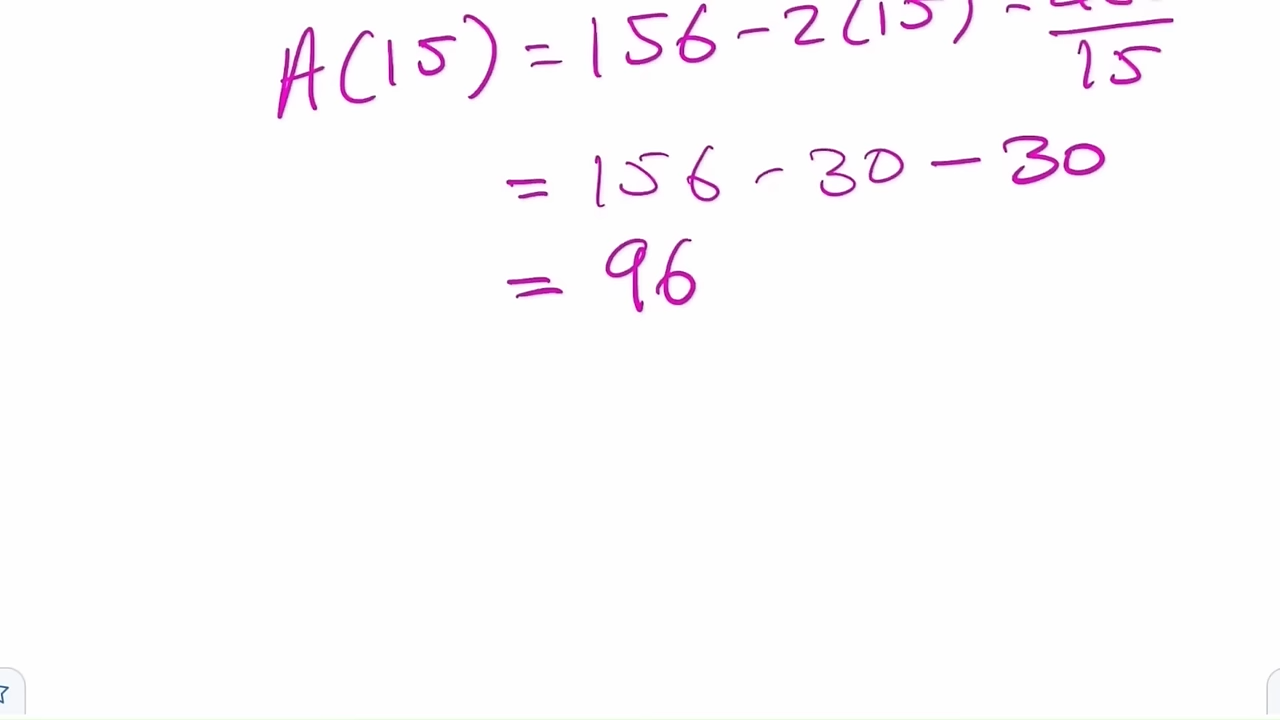 A(15) = 156 - 2(15) - 
15
= 156 - 30 - 30
= 96